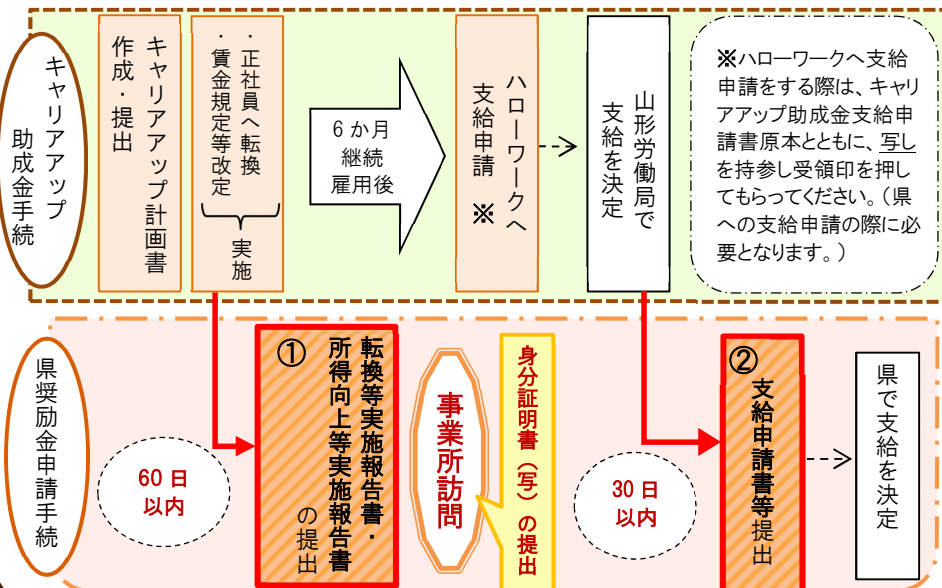 キャリアアップ
助成金手続
キャリアアップ計画書
作成・提出
・正社員へ転換
・賃金規定等改定
実施
6か月
継続
雇用後
ハローワークへ
支給申請 ※
山形労働局で
支給を決定
※ハローワークへ支給
申請をする際は、キャリ
アアップ助成金支給申
請書原本とともに、写し
を持参し受領印を押し
てもらってください。(県
への支給申請の際に必
要となります。)
県奨励金申請手続
60日
以内
①
転換等実施報告書・
所得向上等実施報告書
の提出
事業所訪問
身分証明書(写)の提出
30日
以内
②
支給申請書等提出
県で支給を決定